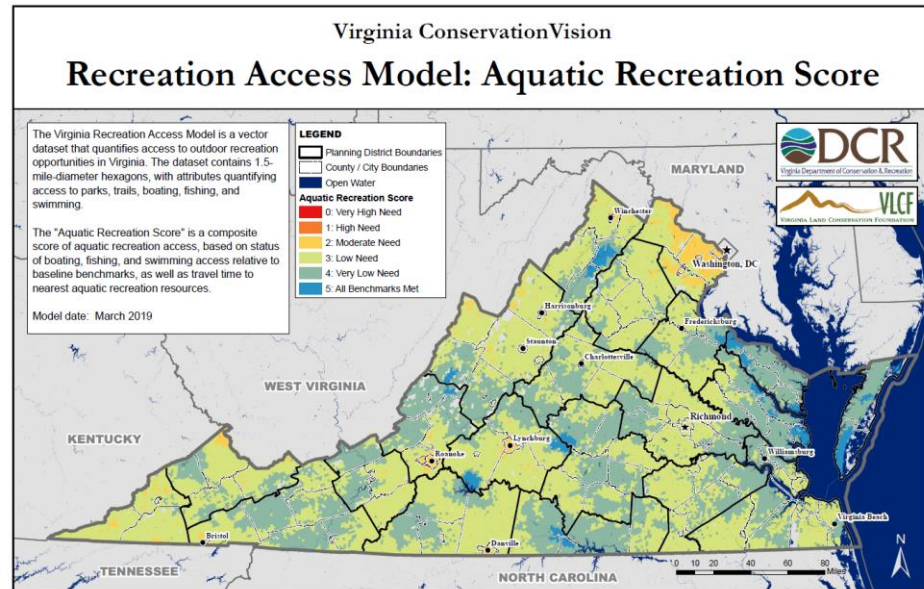 Virginia ConservationVision
Recreation Access Model: Aquatic Recreation Score
The Virginia Recreation Access Model is a vector
dataset that quantifies access to outdoor recreation
opportunities in Virginia. The dataset contains 1.5-
mile-diameter hexagons, with attributes quantifying
access to parks, trails, boating, fishing, and
swimming.
The "Aquatic Recreation Score" is a composite
score of aquatic recreation access, based on status
of boating, fishing, and swimming access relative to
baseline benchmarks, as well as travel time to
nearest aquatic recreation resources.
Model date: March 2019
LEGEND
Planning District Boundaries
County / City Boundaries
Open Water
Aquatic Recreation Score
0: Very High Need
1: High Need
2: Moderate Need
3: Low Need
4: Very Low Need
5: All Benchmarks Met
DCR
Virginia Department of Conservation & Recreation
VLCF
VIRGINIA LAND CONSERVATION FOUNDATION
MARYLAND
Winchester
Washington, DC
Harrisonburg
Fredericksburg
Staunton
Charlottesville
WEST VIRGINIA
Richmond
KENTUCKY
Lynchburg
Roanoke
Williamsburg
Virginia Beach
Bristol
Danville
TENNESSEE
NORTH CAROLINA
N
0 10 20 40 60 80
Miles